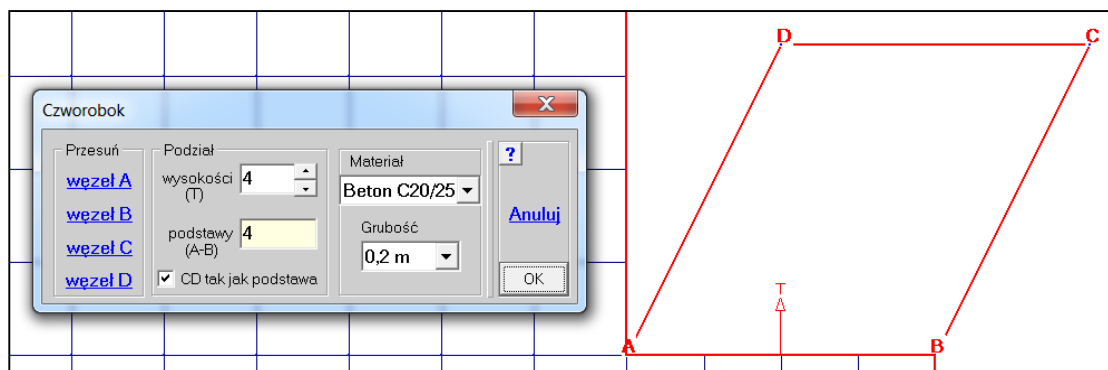 Czworobok
Przesuń
węzeł A
węzeł B
węzeł C
węzeł D
Podział
wysokości 4
(T)
podstawy 4
(A-B)
CD tak jak podstawa
Materiał
Beton C20/25
Grubość
0,2 m
?
Anuluj
OK
D
C
T
A
B